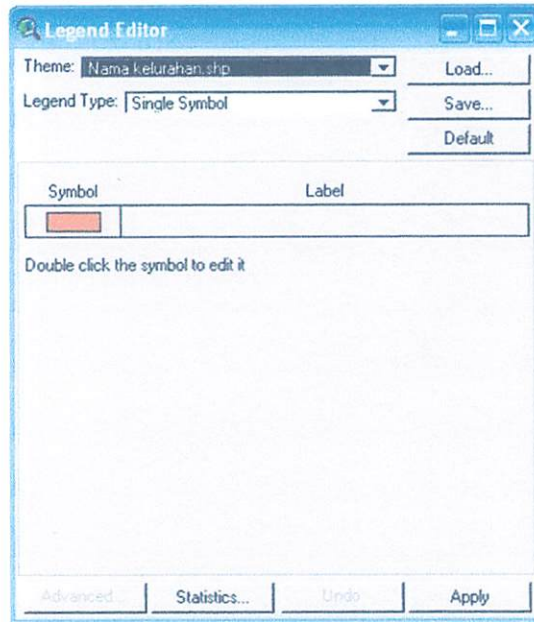 Legend Editor
Theme: Nama kelurahan.shp
Load...
Legend Type: Single Symbol
Save...
Default
Symbol Label
Double click the symbol to edit it
Advanced... Statistics... Undo Apply